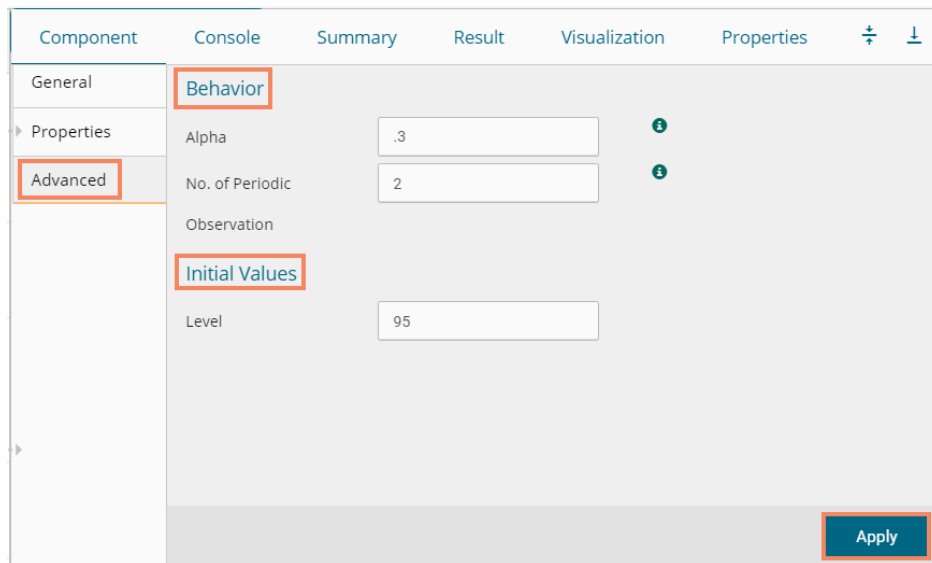 Component Console Summary Result Visualization Properties
General
Properties
Advanced
Behavior
Alpha .3
No. of Periodic 2
Observation
Initial Values
Level 95
Apply